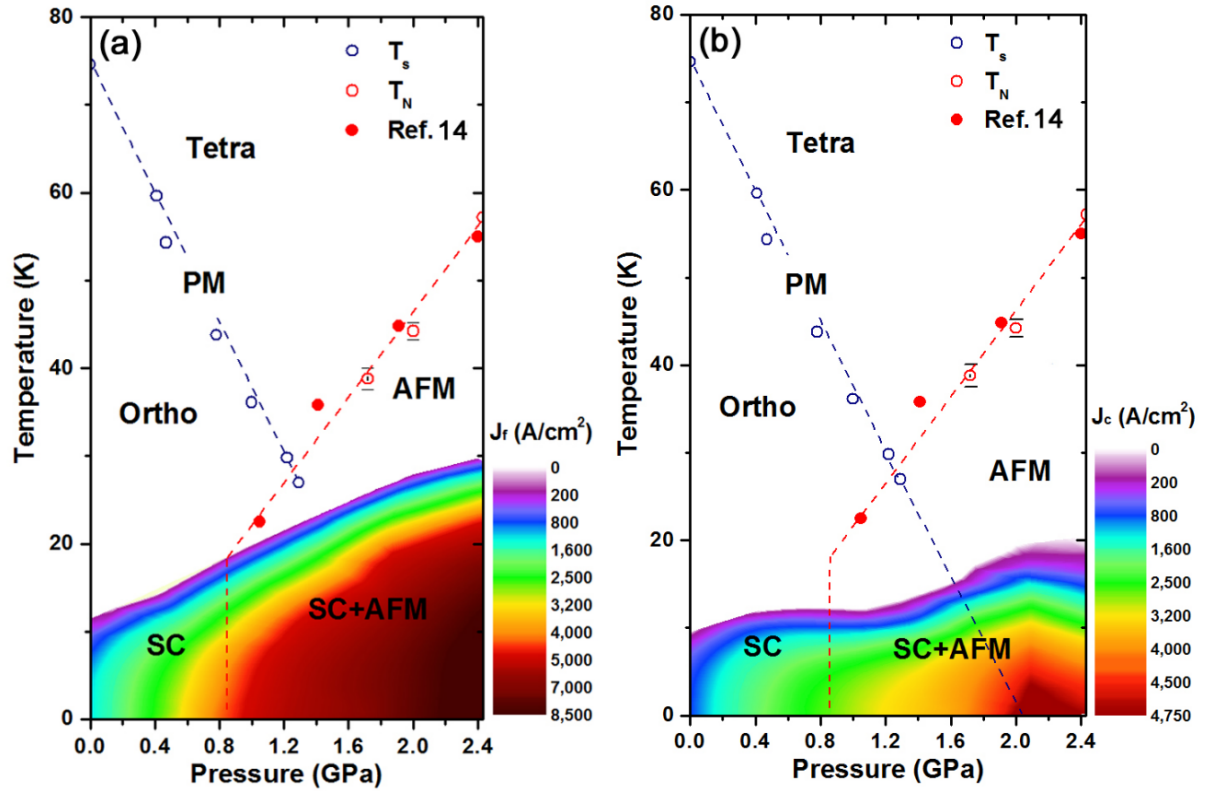 (a)
T_s
T_N
Ref. 14
Tetra
PM
Ortho
AFM
SC
SC+AFM
J_f (A/cm²)
0
200
800
1,600
2,500
3,200
4,000
5,000
6,000
7,000
8,500
Temperature (K)
80
60
40
20
0
0.0 0.4 0.8 1.2 1.6 2.0 2.4
Pressure (GPa)
(b)
T_s
T_N
Ref. 14
Tetra
PM
Ortho
AFM
SC
SC+AFM
J_c (A/cm²)
0
200
400
800
1,600
2,500
3,200
4,000
4,500
4,750
Temperature (K)
80
60
40
20
0
0.0 0.4 0.8 1.2 1.6 2.0 2.4
Pressure (GPa)